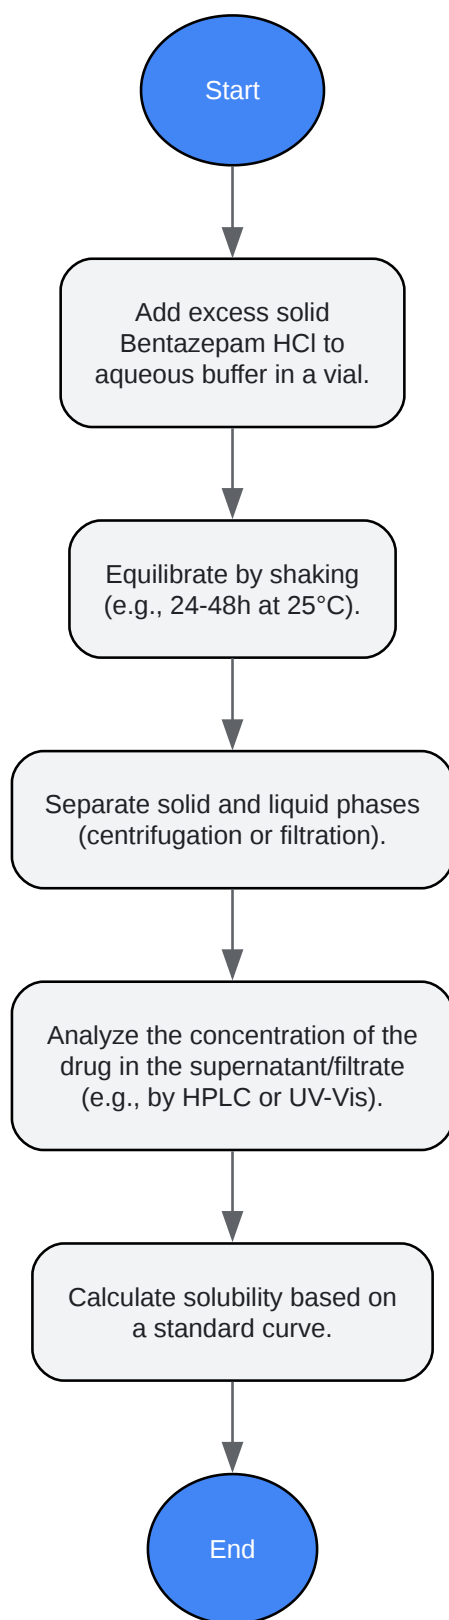 Start
Add excess solid
Bentazepam HCl to
aqueous buffer in a vial.
Equilibrate by shaking
(e.g., 24-48h at 25°C).
Separate solid and liquid phases
(centrifugation or filtration).
Analyze the concentration of the
drug in the supernatant/filtrate
(e.g., by HPLC or UV-Vis).
Calculate solubility based on
a standard curve.
End